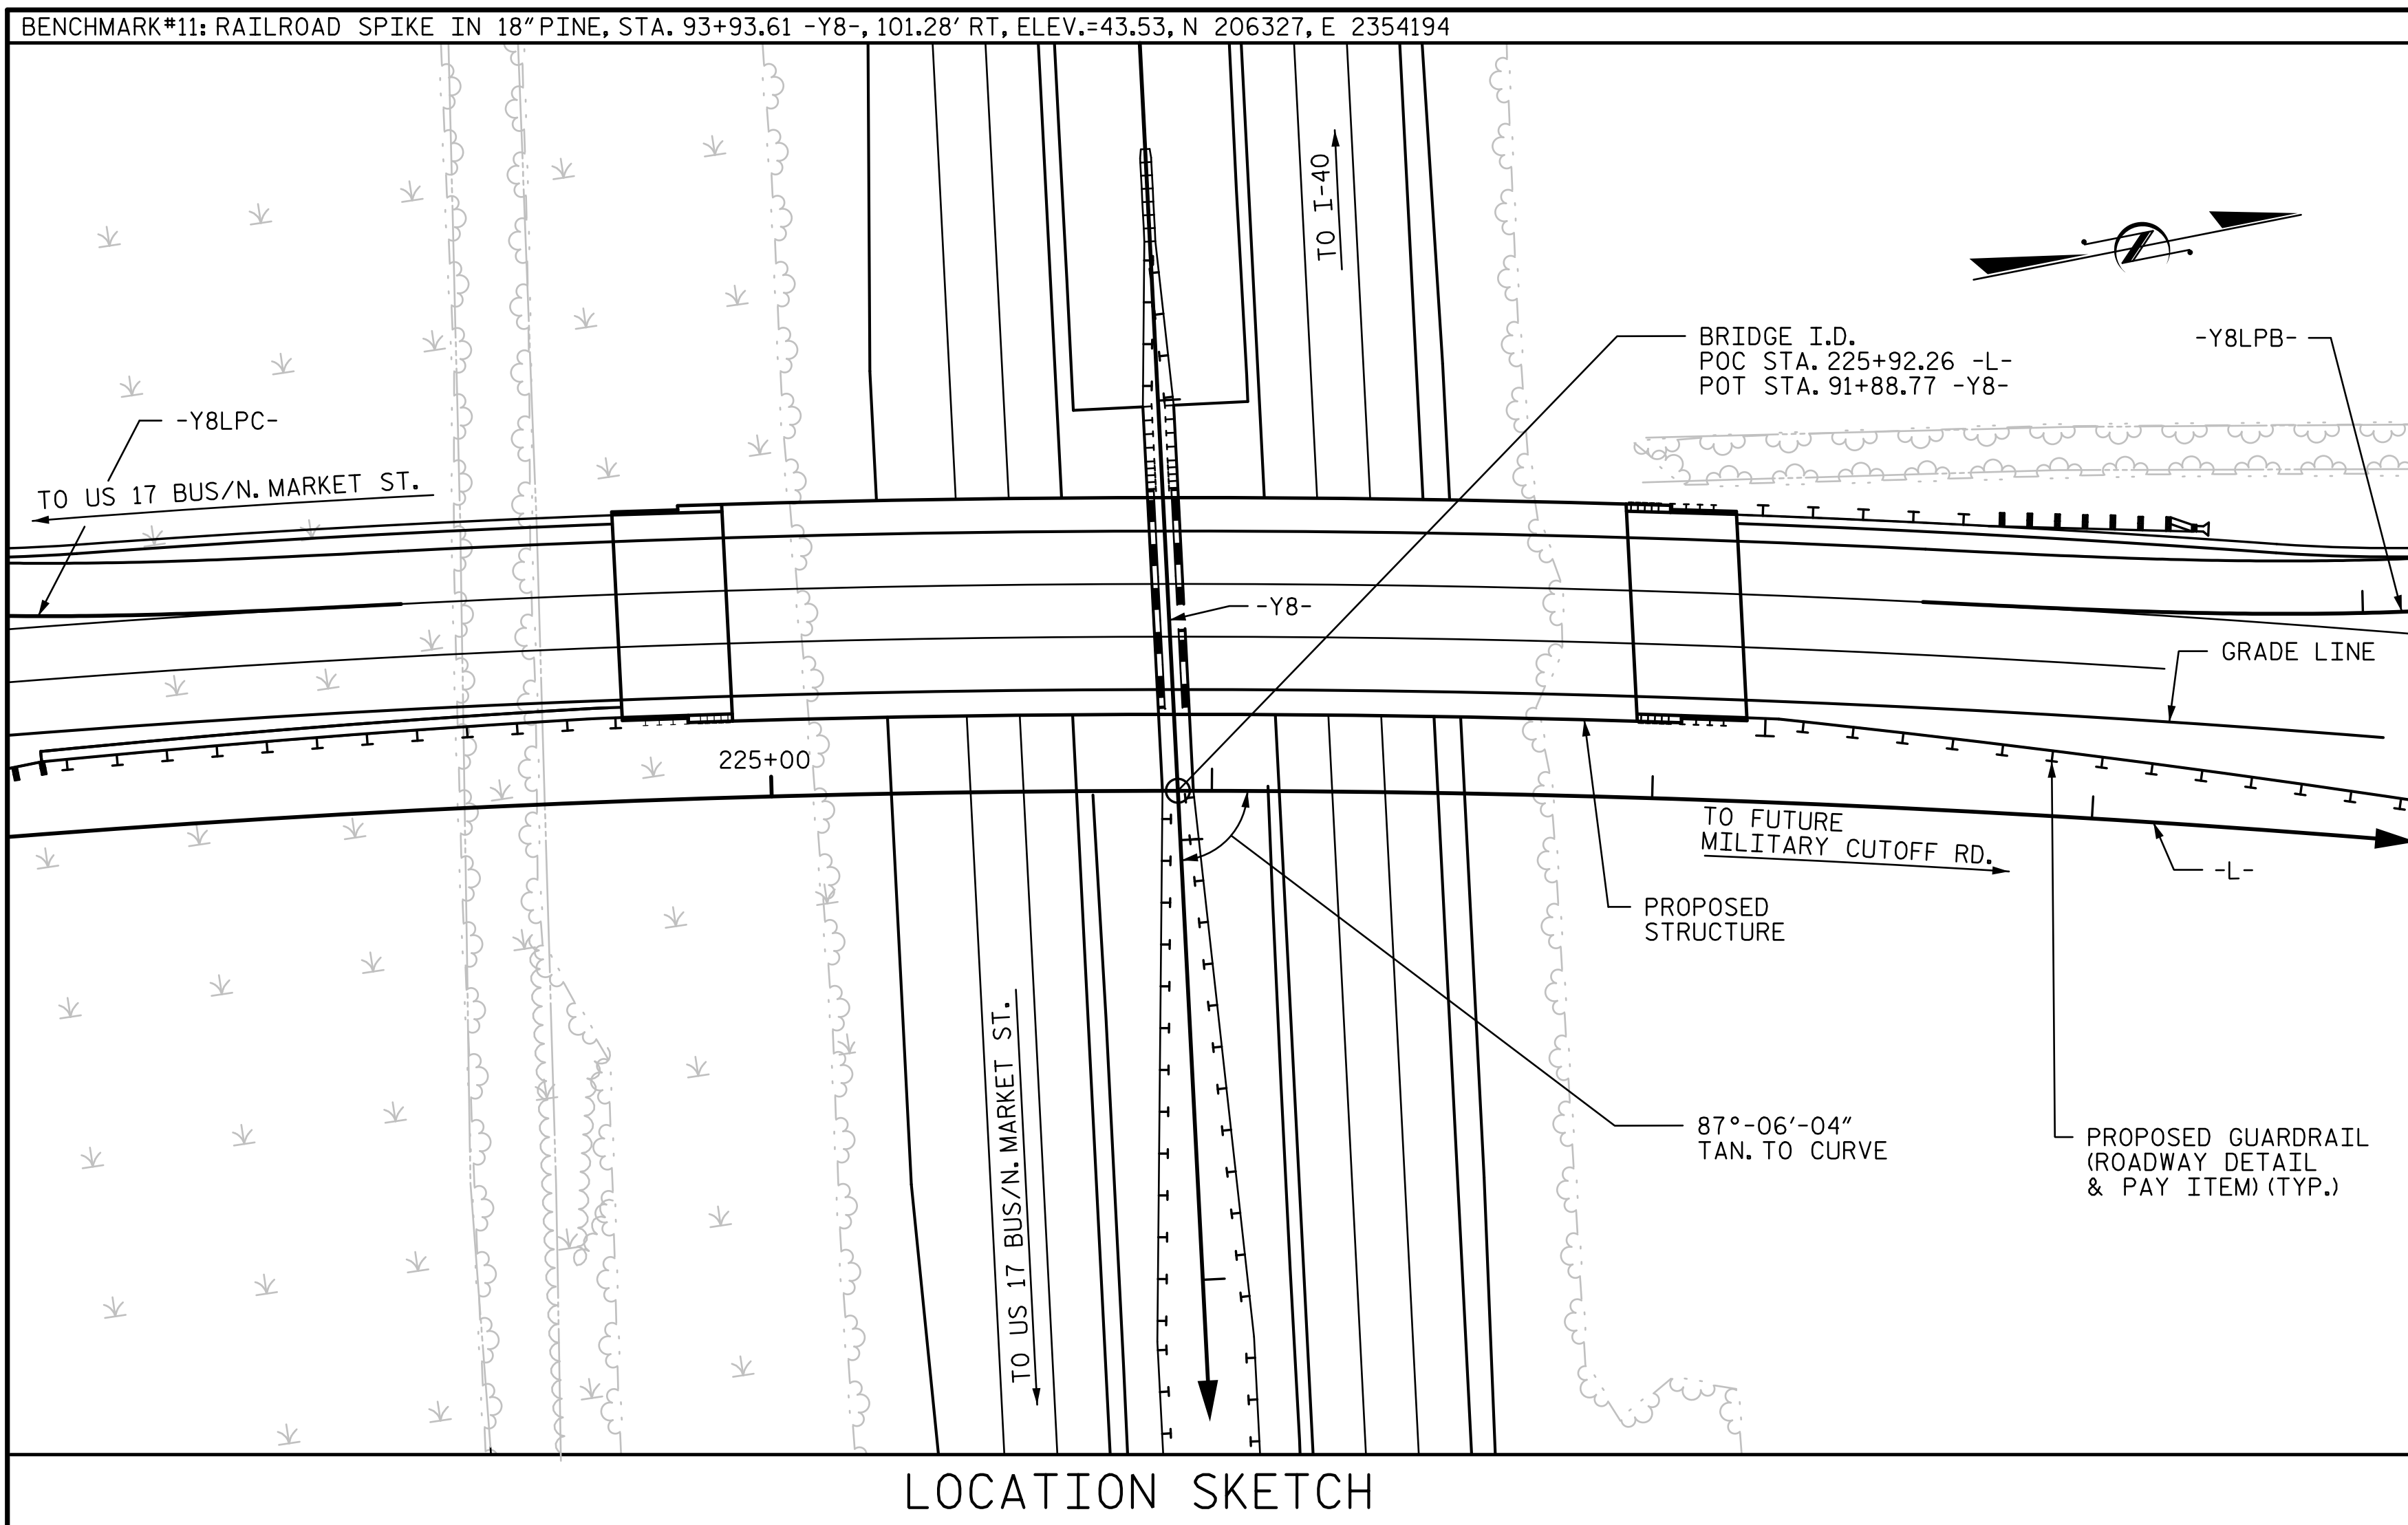 BENCHMARK#11: RAILROAD SPIKE IN 18" PINE, STA. 93+93.61 -Y8-, 101.28' RT, ELEV.=43.53, N 206327, E 2354194
TO I-40
BRIDGE I.D.
POC STA. 225+92.26 -L-
POT STA. 91+88.77 -Y8-
-Y8LPB-
-Y8LPC-
TO US 17 BUS/N. MARKET ST.
-Y8-
GRADE LINE
225+00
TO FUTURE
MILITARY CUTOFF RD.
-L-
PROPOSED
STRUCTURE
TO US 17 BUS/N. MARKET ST.
87°-06'-04"
TAN. TO CURVE
PROPOSED GUARDRAIL
(ROADWAY DETAIL
& PAY ITEM) (TYP.)
LOCATION SKETCH